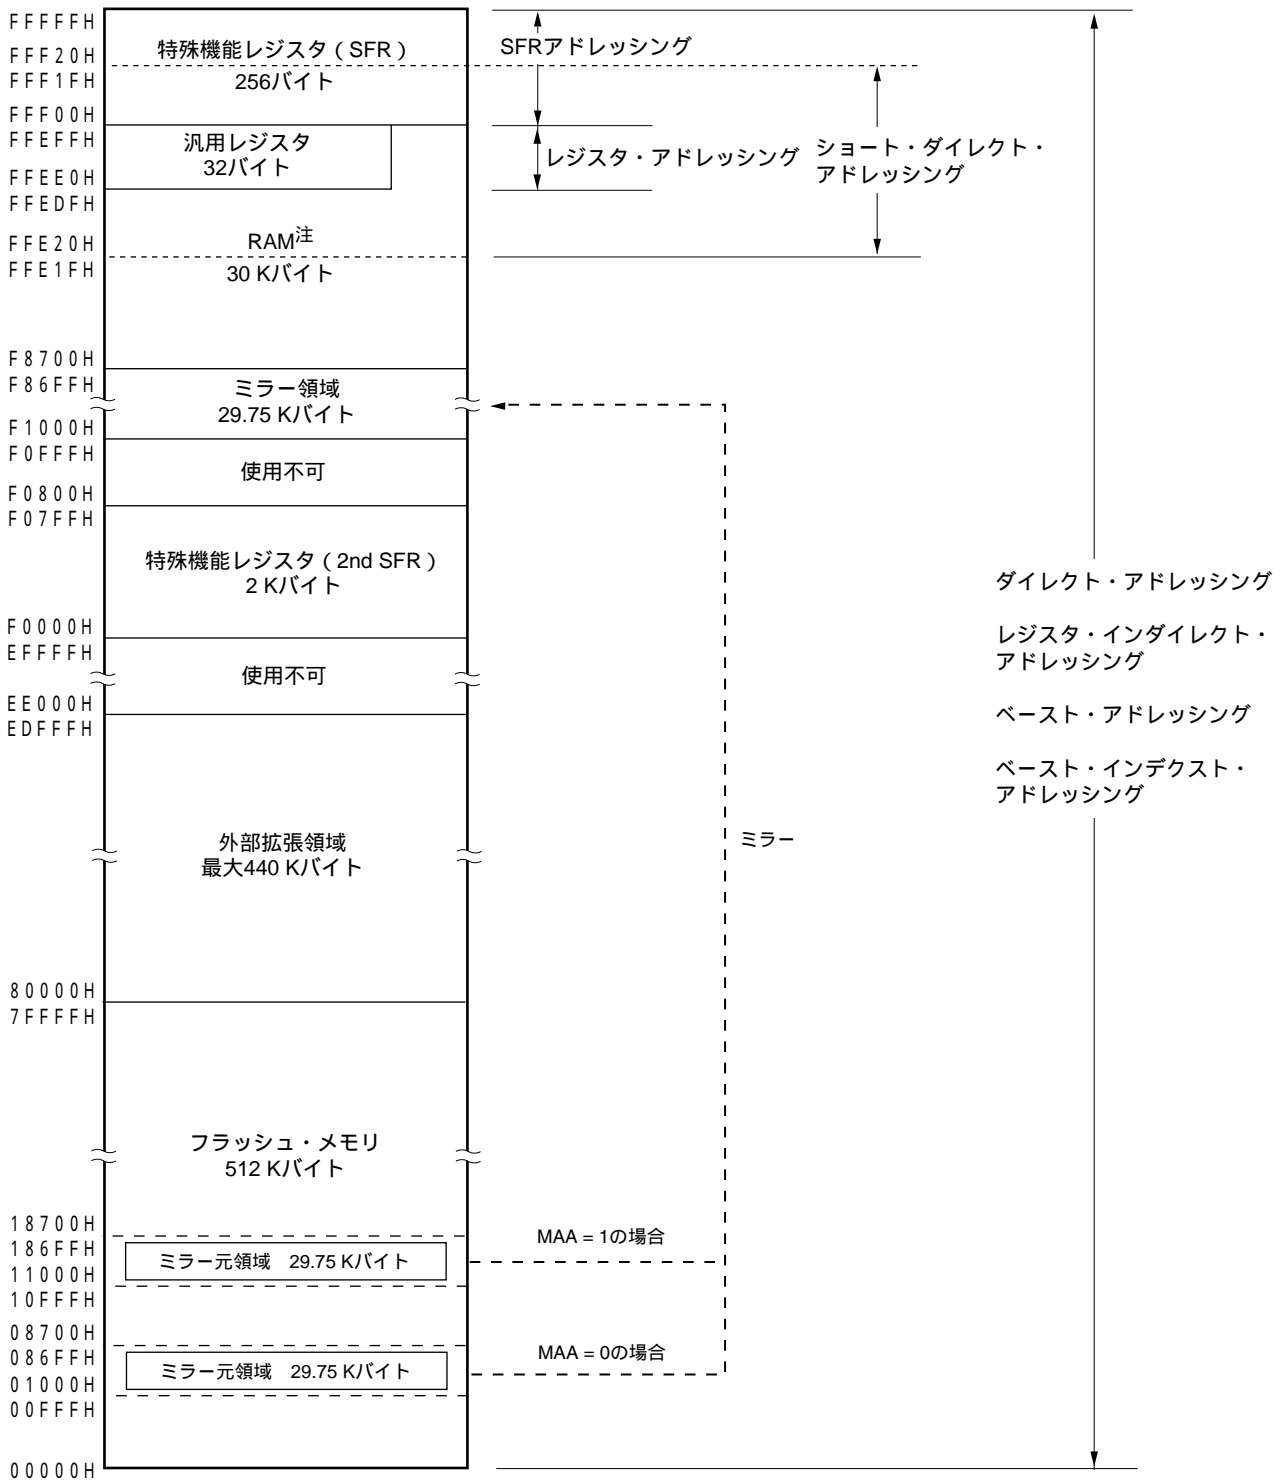 FFFFFH
特殊機能レジスタ(SFR)
256バイト
FFF20H
FFF1FH
FFF00H
FFEFFH
汎用レジスタ
32バイト
FFEE0H
FFEDFH
FFE20H
FFE1FH
RAM注
30 Kバイト
F8700H
F86FFH
ミラー領域
29.75 Kバイト
F1000H
F0FFFH
使用不可
F0800H
F07FFH
特殊機能レジスタ(2nd SFR)
2 Kバイト
F0000H
EFFFFH
使用不可
EE000H
EDFFFH
外部拡張領域
最大440 Kバイト
80000H
7FFFFH
フラッシュ・メモリ
512 Kバイト
18700H
186FFH
ミラー元領域 29.75 Kバイト
11000H
10FFFH
08700H
086FFH
ミラー元領域 29.75 Kバイト
01000H
00FFFH
00000H
SFRアドレッシング
レジスタ・アドレッシング
ショート・ダイレクト・
アドレッシング
ミラー
MAA = 1の場合
MAA = 0の場合
ダイレクト・アドレッシング
レジスタ・インダイレクト・
アドレッシング
ベースト・アドレッシング
ベースト・インデクスト・
アドレッシング